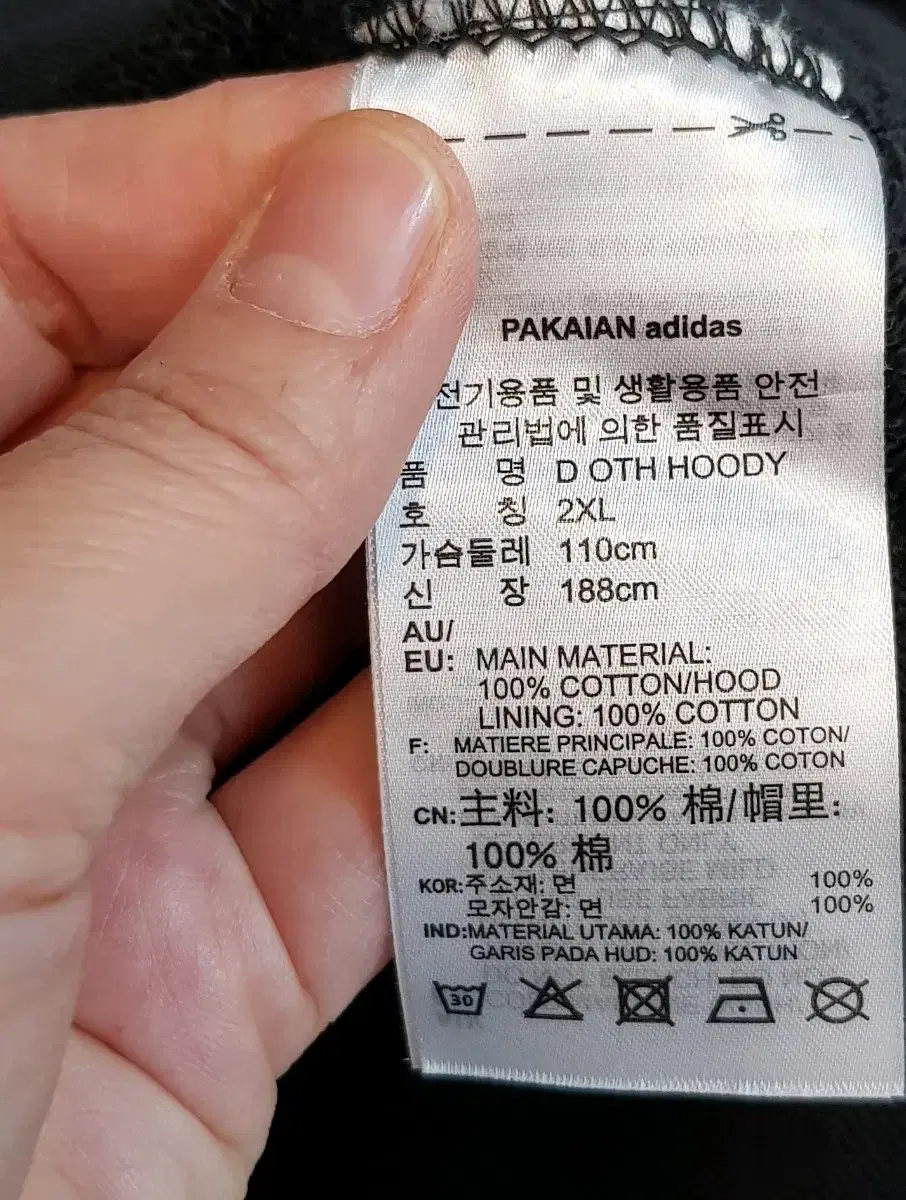 PAKAIAN adidas
전기용품 및 생활용품 안전
관리법에 의한 품질표시
품 명 D OTH HOODY
호 칭 2XL
가슴둘레 110cm
신 장 188cm
AU/
EU: MAIN MATERIAL:
100% COTTON/HOOD
LINING: 100% COTTON
F: MATIERE PRINCIPALE: 100% COTON/
DOUBLURE CAPUCHE: 100% COTON
CN: 主料: 100% 棉/帽里:
100% 棉
KOR: 주소재: 면 100%
모자안감: 면 100%
IND: MATERIAL UTAMA: 100% KATUN/
GARIS PADA HUD: 100% KATUN
30